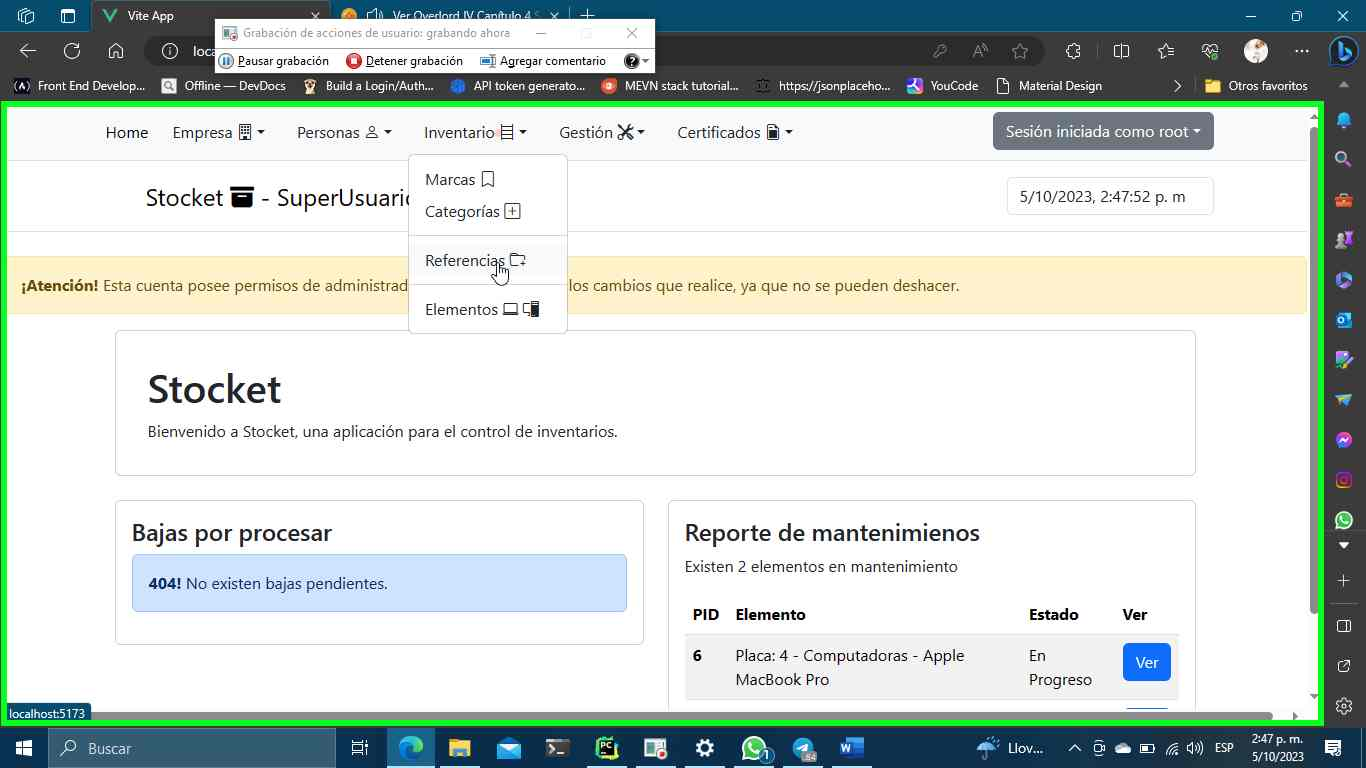 Vite App
Ver Overlord IV Capítulo 4 S
Grabación de acciones de usuario: grabando ahora
Pausar grabación
Detener grabación
Agregar comentario
Front End Develop...
Offline — DevDocs
Build a Login/Auth...
API token generato...
MEVN stack tutorial...
https://jsonplaceho...
YouCode
Material Design
Otros favoritos
Home
Empresa
Personas
Inventario
Gestión
Certificados
Sesión iniciada como root
Marcas
Categorías
Referencias
Elementos
Stocket - SuperUsuario
5/10/2023, 2:47:52 p. m
¡Atención! Esta cuenta posee permisos de administrad
los cambios que realice, ya que no se pueden deshacer.
Stocket
Bienvenido a Stocket, una aplicación para el control de inventarios.
Bajas por procesar
404! No existen bajas pendientes.
Reporte de mantenimienos
Existen 2 elementos en mantenimiento
PID Elemento Estado Ver
6 Placa: 4 - Computadoras - Apple En Ver
MacBook Pro Progreso
localhost:5173
Buscar
PC
1
54
Llov...
ESP
2:47 p. m.
5/10/2023